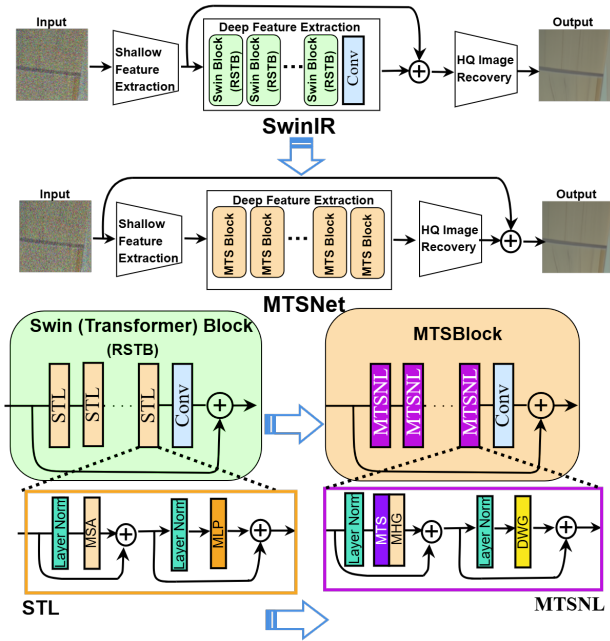 Input
Shallow
Feature
Extraction
Deep Feature Extraction
Swin Block
(RSTB)
Swin Block
(RSTB)
Swin Block
(RSTB)
Conv
HQ Image
Recovery
Output
SwinIR
Input
Shallow
Feature
Extraction
Deep Feature Extraction
MTS Block
MTS Block
MTS Block
MTS Block
HQ Image
Recovery
Output
MTSNet
Swin (Transformer) Block
(RSTB)
STL
STL
STL
Conv
MTSBlock
MTSNL
MTSNL
MTSNL
Conv
Layer Norm
MSA
Layer Norm
MLP
STL
Layer Norm
MTS
MHG
Layer Norm
DWG
MTSNL